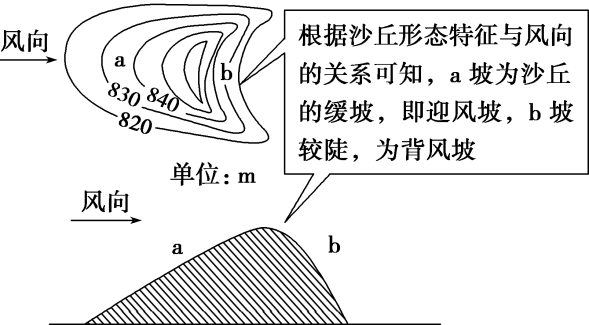 风向
a
b
830
840
820
单位：m
根据沙丘形态特征与风向
的关系可知，a 坡为沙丘
的缓坡，即迎风坡，b 坡
较陡，为背风坡
风向
a
b